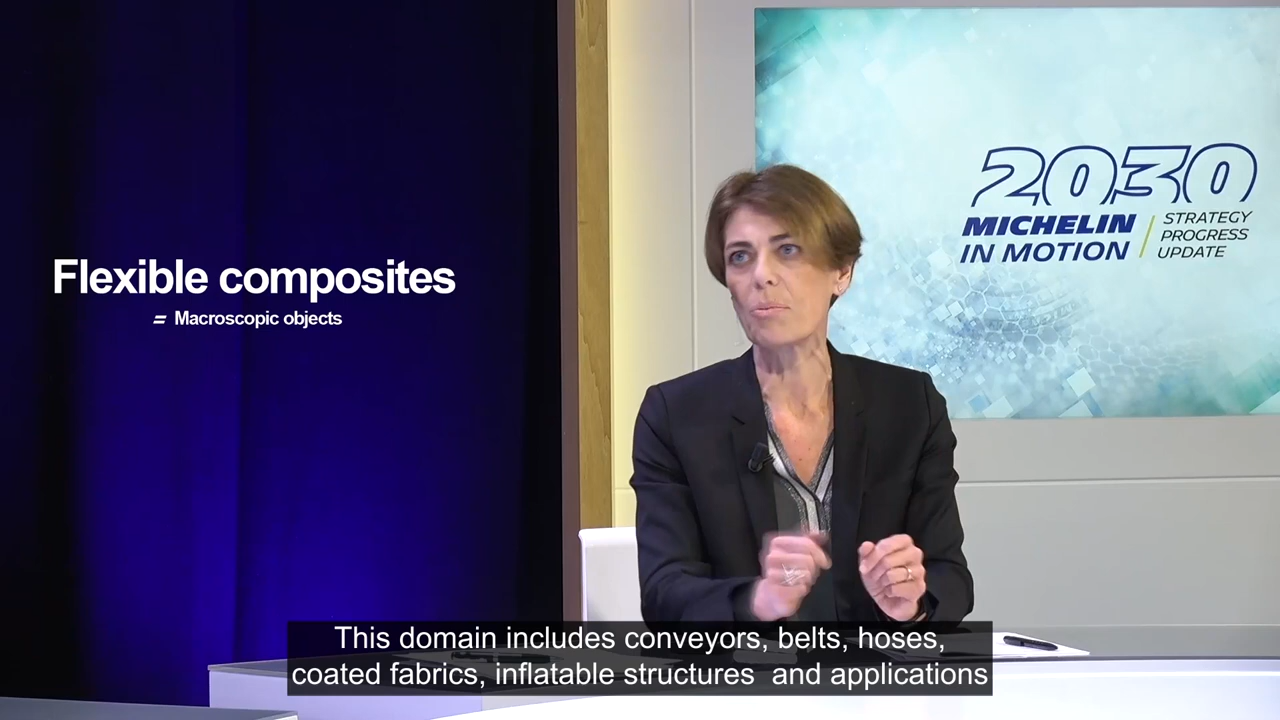 Flexible composites
= Macroscopic objects
2030
MICHELIN
IN MOTION
STRATEGY
PROGRESS
UPDATE
This domain includes conveyors, belts, hoses,
coated fabrics, inflatable structures and applications